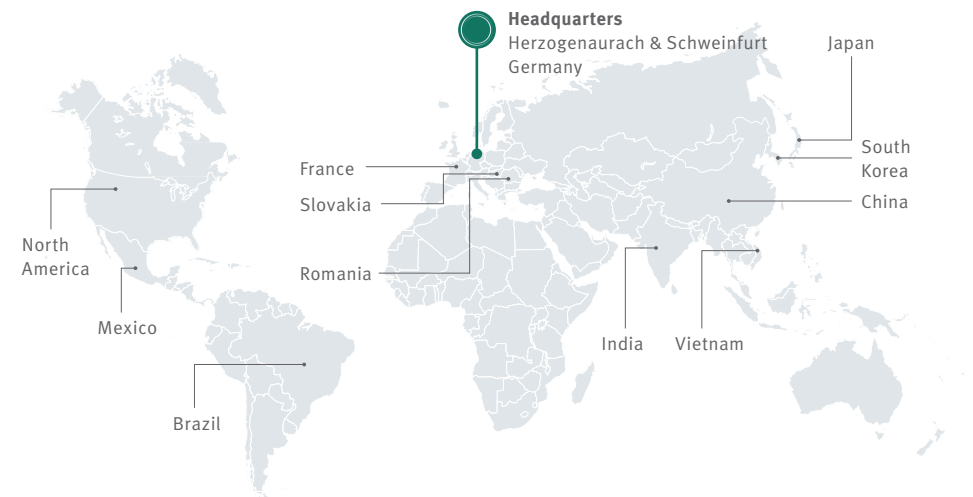 Headquarters
Herzogenaurach & Schweinfurt
Germany
Japan
South
Korea
China
France
Slovakia
Romania
North
America
Mexico
Brazil
India
Vietnam